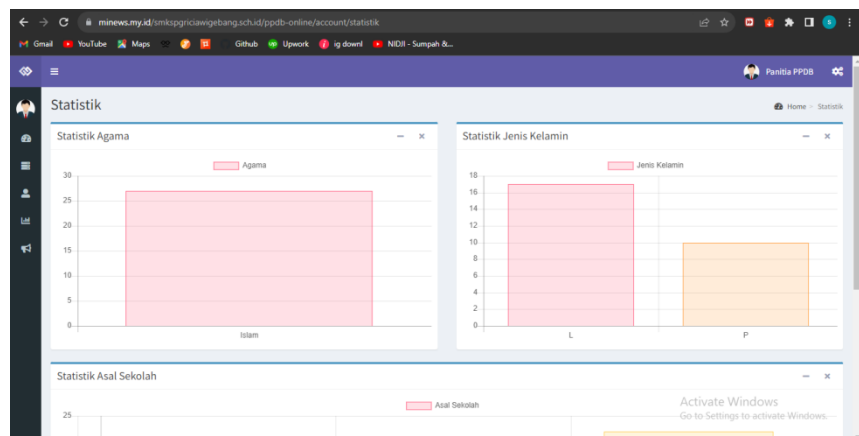 minews.my.id/smkspgriciawigebang.sch.id/ppdb-online/account/statistik
Gmail YouTube Maps Github Upwork ig downl NIDJI - Sumpah &...
Panitia PPDB
Statistik
Home > Statistik
Statistik Agama
Agama
30
25
20
15
10
5
0
Islam
Statistik Jenis Kelamin
Jenis Kelamin
18
16
14
12
10
8
6
4
2
0
L P
Statistik Asal Sekolah
Asal Sekolah
25
Activate Windows
Go to Settings to activate Windows.